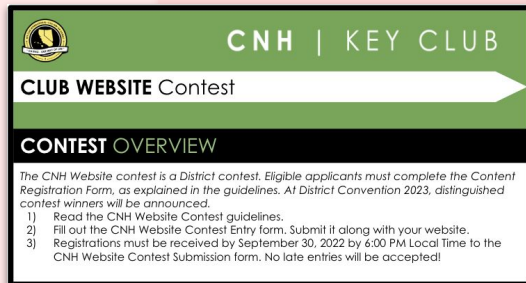 CNH | KEY CLUB
CLUB WEBSITE Contest
CONTEST OVERVIEW
The CNH Website contest is a District contest. Eligible applicants must complete the Content
Registration Form, as explained in the guidelines. At District Convention 2023, distinguished
contest winners will be announced.
1) Read the CNH Website Contest guidelines.
2) Fill out the CNH Website Contest Entry form. Submit it along with your website.
3) Registrations must be received by September 30, 2022 by 6:00 PM Local Time to the
CNH Website Contest Submission form. No late entries will be accepted!